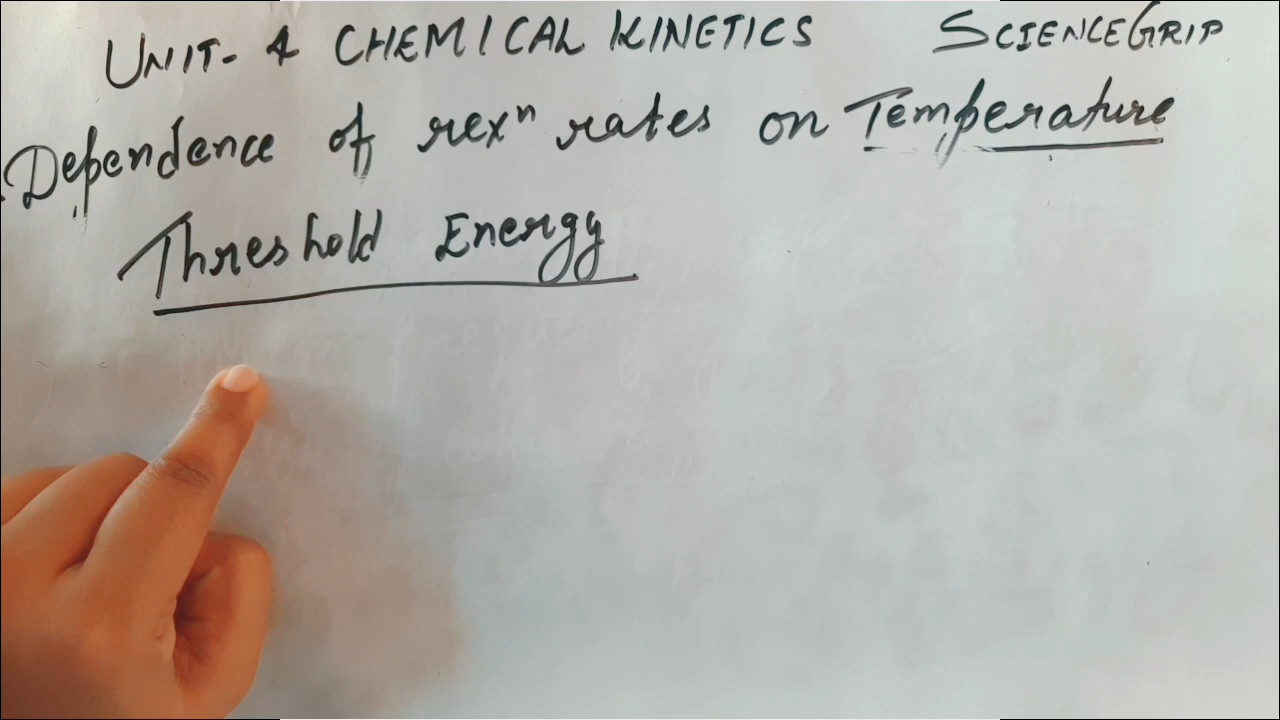 UNIT- 4 CHEMICAL KINETICS SCIENCEGRIP
Dependence of rexⁿ rates on Temperature
Threshold Energy